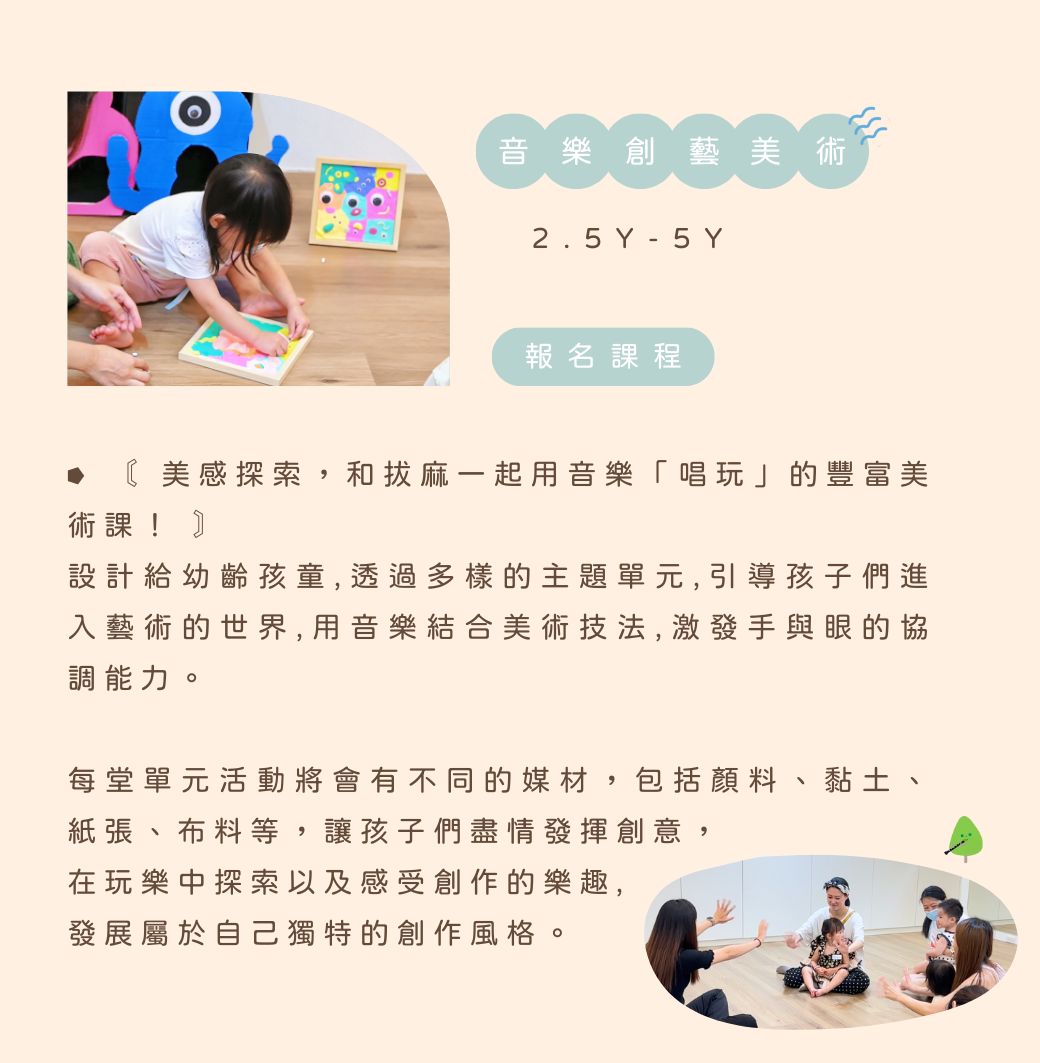 音樂創藝美術
2.5Y-5Y
報名課程
〖 美感探索，和拔麻一起用音樂「唱玩」的豐富美
術課！ 〗
設計給幼齡孩童,透過多樣的主題單元,引導孩子們進
入藝術的世界,用音樂結合美術技法,激發手與眼的協
調能力。
每堂單元活動將會有不同的媒材，包括顏料、黏土、
紙張、布料等，讓孩子們盡情發揮創意，
在玩樂中探索以及感受創作的樂趣,
發展屬於自己獨特的創作風格。